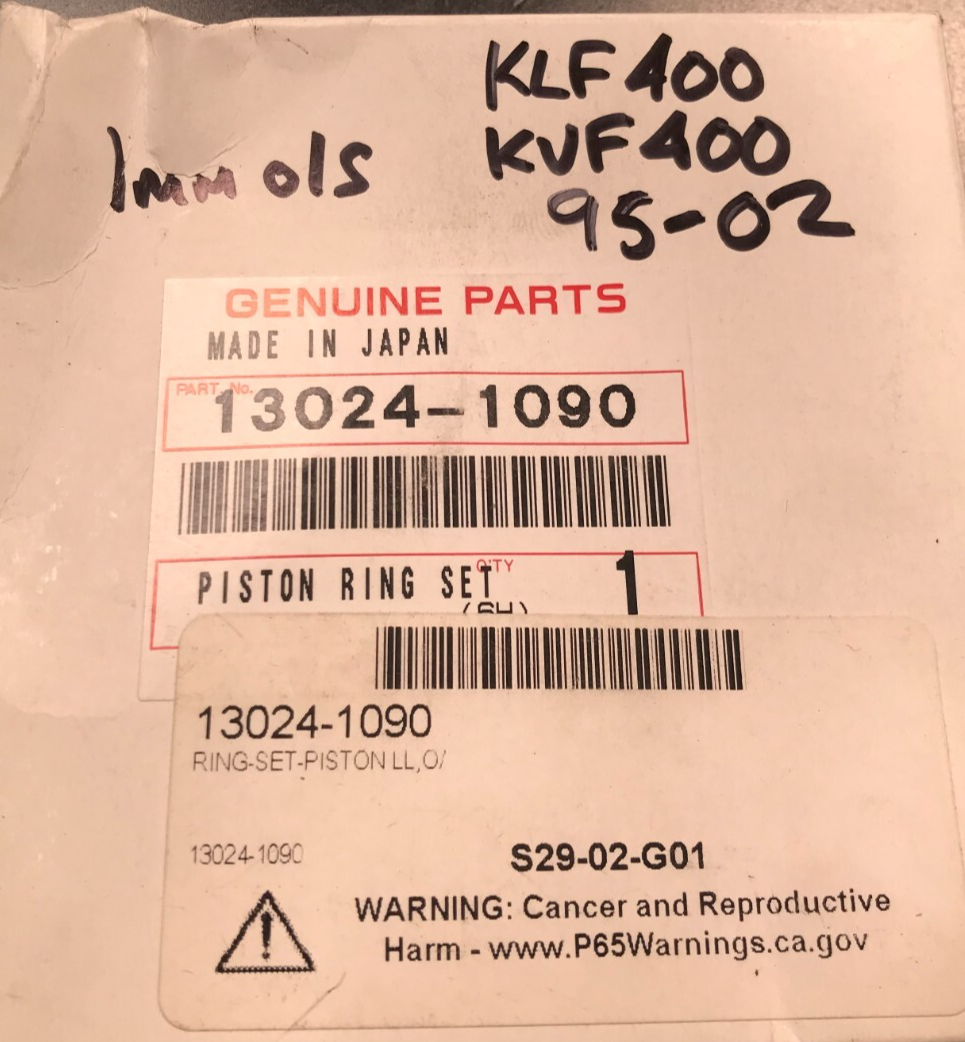 KLF400
KVF400
1mm o/s
95-02
GENUINE PARTS
MADE IN JAPAN
PART No.
13024-1090
PISTON RING SET
Q'TY
1
13024-1090
RING-SET-PISTON LL,O/
13024-1090
S29-02-G01
WARNING: Cancer and Reproductive
Harm - www.P65Warnings.ca.gov